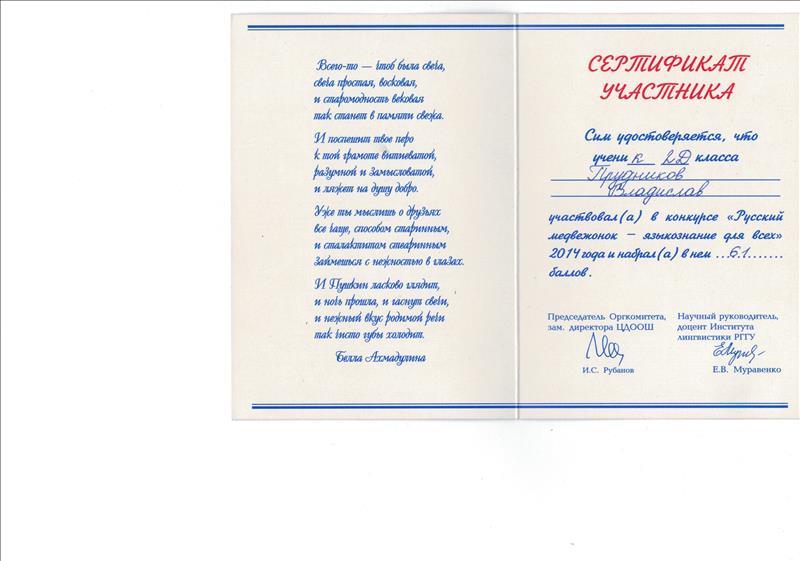 Всего-то — чтоб была свеча,
свеча простая, восковая,
и старомодность вековая
так станет в памяти свежа.
И поспешит твое перо
к той грамоте витиеватой,
разумной и замысловатой,
и ляжет на душу добро.
Уже ты мыслишь о друзьях
все чаще, способом старинным,
и сталактитом стеаринным
займешься с нежностью в глазах.
И Пушкин ласково глядит,
и ночь прошла, и гаснут свечи,
и нежный вкус родимой речи
так чисто губы холодит.
Белла Ахмадулина
СЕРТИФИКАТ
УЧАСТНИКА
Сим удостоверяется, что
учени к 2Д класса
Прудников
Владислав
участвовал(а) в конкурсе «Русский
медвежонок – языкознание для всех»
2014 года и набрал(а) в нем ...61.......
баллов.
Председатель Оргкомитета,
зам. директора ЦДООШ
И.С. Рубанов
Научный руководитель,
доцент Института
лингвистики РГГУ
Е.В. Муравенко